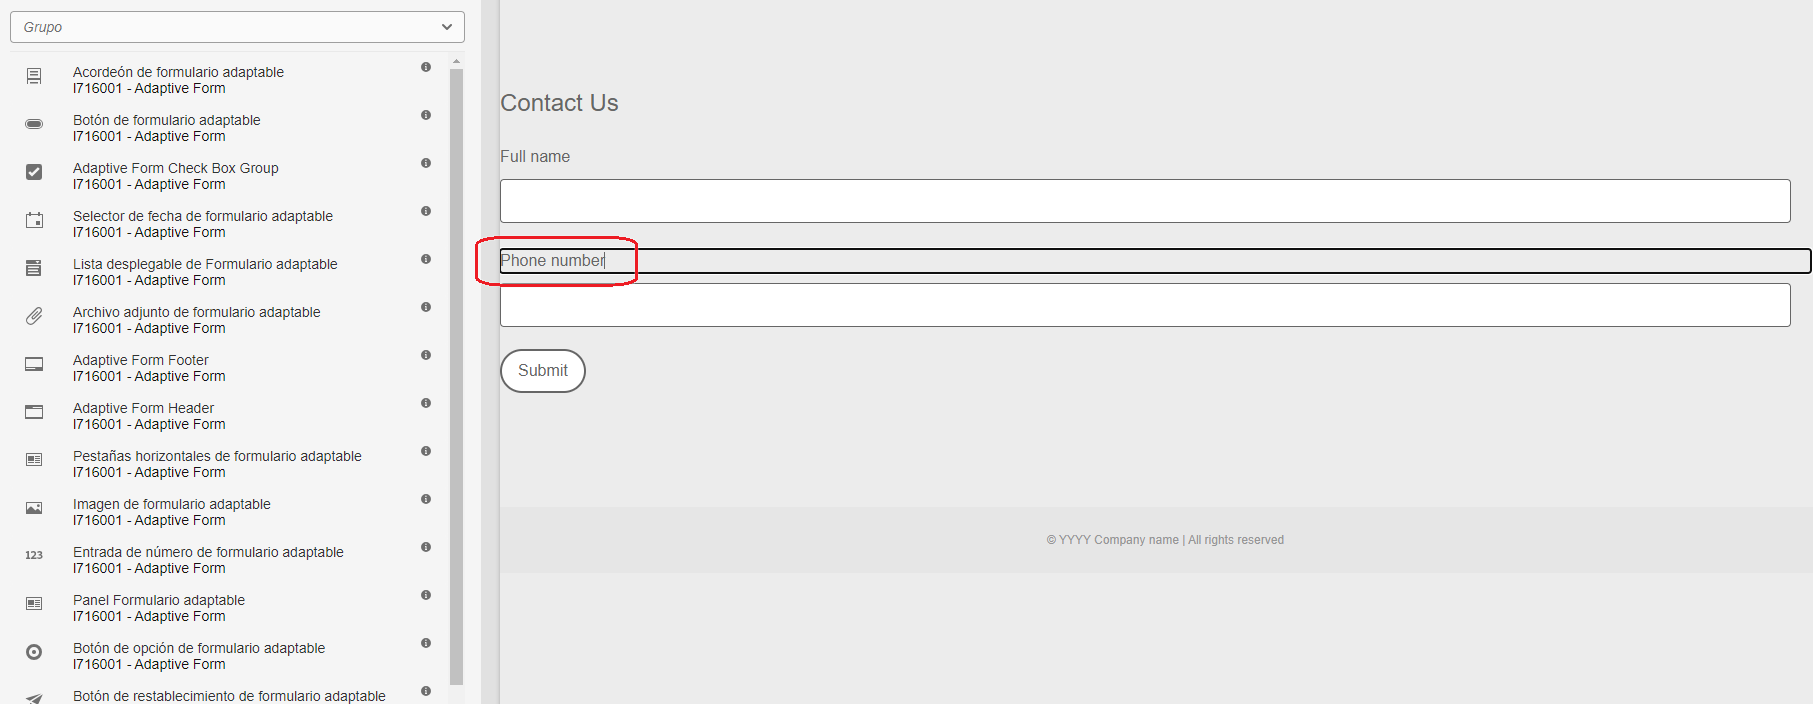 Grupo
Acordeón de formulario adaptable
I716001 - Adaptive Form
Botón de formulario adaptable
I716001 - Adaptive Form
Adaptive Form Check Box Group
I716001 - Adaptive Form
Selector de fecha de formulario adaptable
I716001 - Adaptive Form
Lista desplegable de Formulario adaptable
I716001 - Adaptive Form
Archivo adjunto de formulario adaptable
I716001 - Adaptive Form
Adaptive Form Footer
I716001 - Adaptive Form
Adaptive Form Header
I716001 - Adaptive Form
Pestañas horizontales de formulario adaptable
I716001 - Adaptive Form
Imagen de formulario adaptable
I716001 - Adaptive Form
123
Entrada de número de formulario adaptable
I716001 - Adaptive Form
Panel Formulario adaptable
I716001 - Adaptive Form
Botón de opción de formulario adaptable
I716001 - Adaptive Form
Botón de restablecimiento de formulario adaptable
Contact Us
Full name
Phone number
Submit
© YYYY Company name | All rights reserved